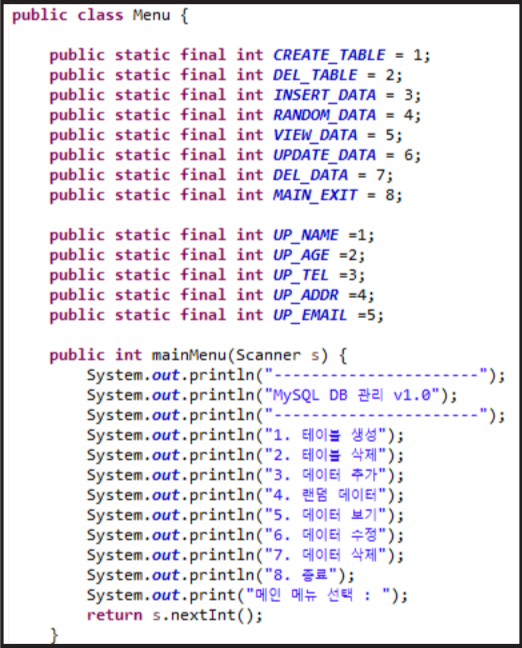 public class Menu {
public static final int CREATE_TABLE = 1;
public static final int DEL_TABLE = 2;
public static final int INSERT_DATA = 3;
public static final int RANDOM_DATA = 4;
public static final int VIEW_DATA = 5;
public static final int UPDATE_DATA = 6;
public static final int DEL_DATA = 7;
public static final int MAIN_EXIT = 8;
public static final int UP_NAME =1;
public static final int UP_AGE =2;
public static final int UP_TEL =3;
public static final int UP_ADDR =4;
public static final int UP_EMAIL =5;
public int mainMenu(Scanner s) {
System.out.println("----------------------");
System.out.println("MySQL DB 관리 v1.0");
System.out.println("----------------------");
System.out.println("1. 테이블 생성");
System.out.println("2. 테이블 삭제");
System.out.println("3. 데이터 추가");
System.out.println("4. 랜덤 데이터");
System.out.println("5. 데이터 보기");
System.out.println("6. 데이터 수정");
System.out.println("7. 데이터 삭제");
System.out.println("8. 종료");
System.out.print("메인 메뉴 선택 : ");
return s.nextInt();
}